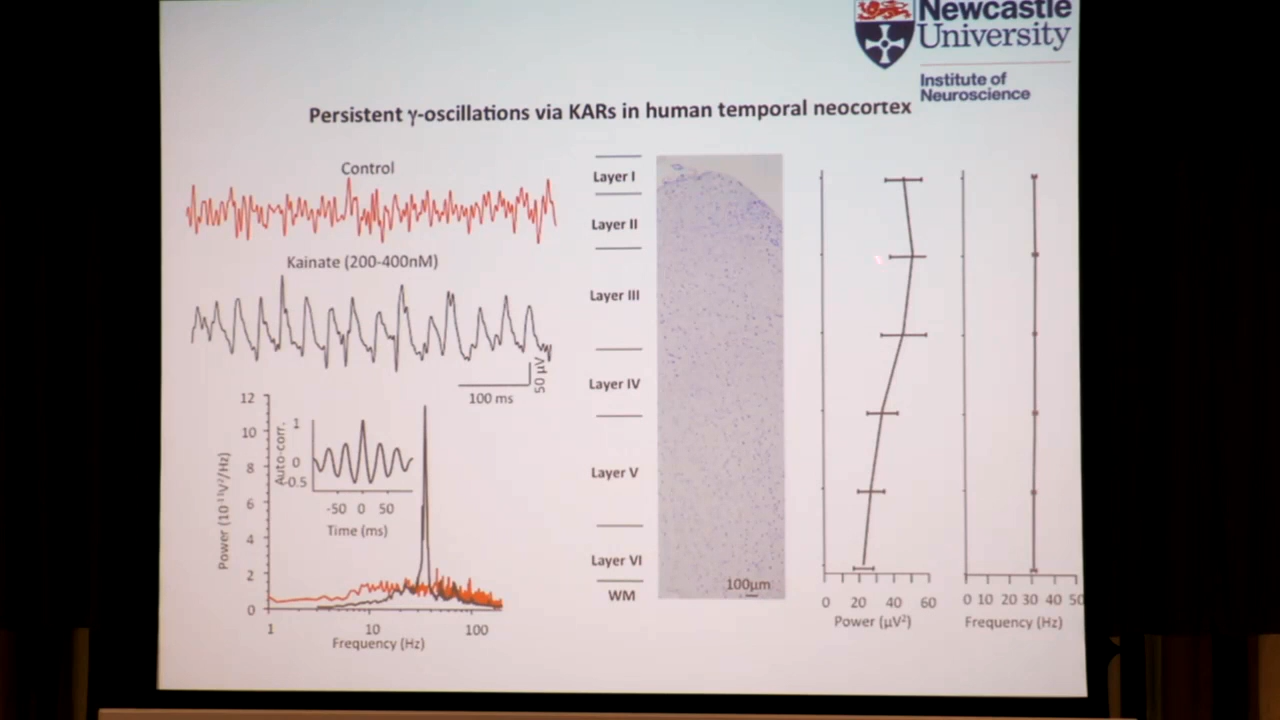 Newcastle
University
Institute of
Neuroscience
Persistent γ-oscillations via KARs in human temporal neocortex
Control
Kainate (200-400nM)
50 µV
100 ms
12
10
8
6
4
2
0
Power (10⁻¹³V²/Hz)
1
10
100
Frequency (Hz)
Auto-corr.
1
0
-0.5
-50 0 50
Time (ms)
Layer I
Layer II
Layer III
Layer IV
Layer V
Layer VI
WM
100µm
0 20 40 60
Power (µV²)
0 10 20 30 40 50
Frequency (Hz)